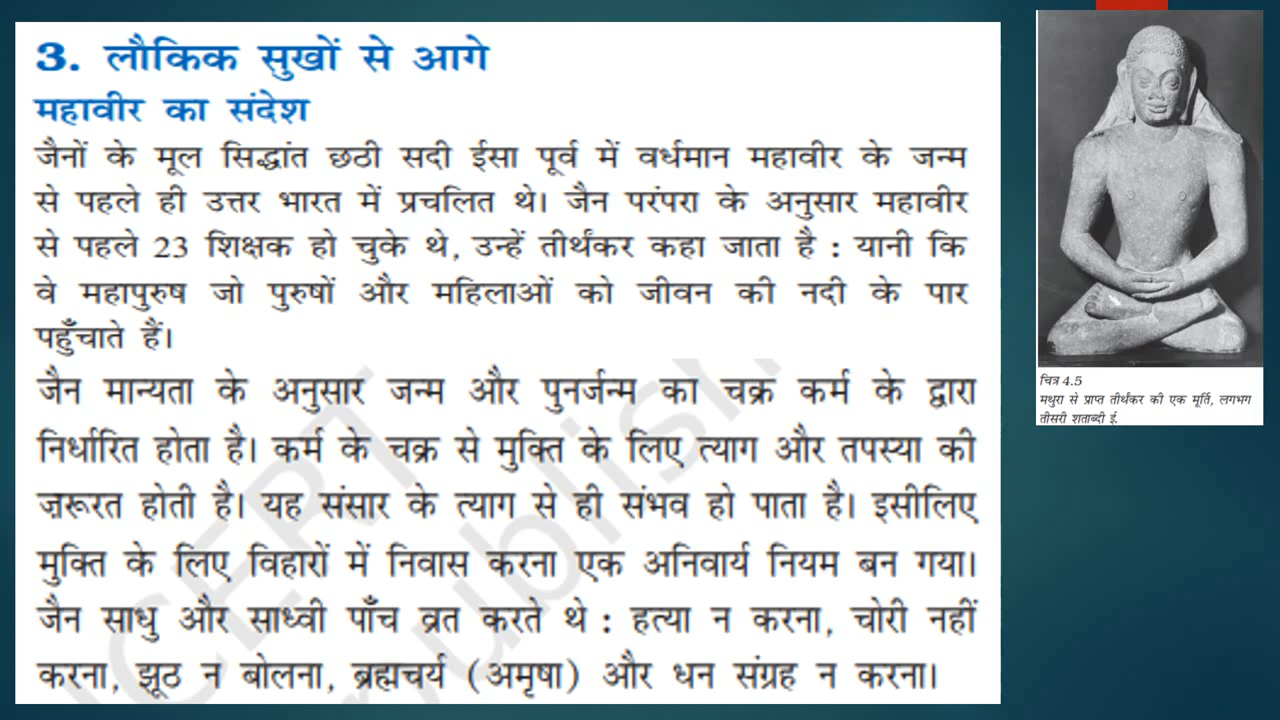 3. लौकिक सुखों से आगे
महावीर का संदेश
जैनों के मूल सिद्धांत छठी सदी ईसा पूर्व में वर्धमान महावीर के जन्म
से पहले ही उत्तर भारत में प्रचलित थे। जैन परंपरा के अनुसार महावीर
से पहले 23 शिक्षक हो चुके थे, उन्हें तीर्थंकर कहा जाता है : यानी कि
वे महापुरुष जो पुरुषों और महिलाओं को जीवन की नदी के पार
पहुँचाते हैं।
जैन मान्यता के अनुसार जन्म और पुनर्जन्म का चक्र कर्म के द्वारा
निर्धारित होता है। कर्म के चक्र से मुक्ति के लिए त्याग और तपस्या की
ज़रूरत होती है। यह संसार के त्याग से ही संभव हो पाता है। इसीलिए
मुक्ति के लिए विहारों में निवास करना एक अनिवार्य नियम बन गया।
जैन साधु और साध्वी पाँच व्रत करते थे : हत्या न करना, चोरी नहीं
करना, झूठ न बोलना, ब्रह्मचर्य (अमृषा) और धन संग्रह न करना।
चित्र 4.5
मथुरा से प्राप्त तीर्थंकर की एक मूर्ति, लगभग
तीसरी शताब्दी ई.